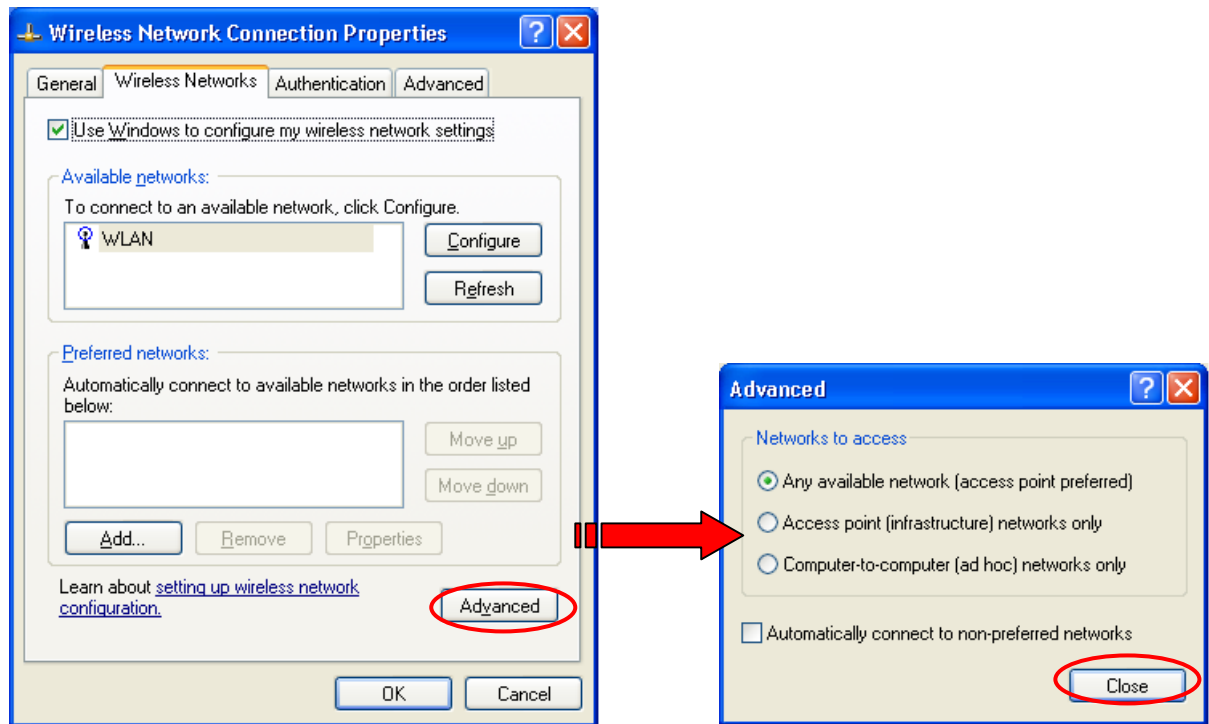 Wireless Network Connection Properties
General Wireless Networks Authentication Advanced
Use Windows to configure my wireless network settings
Available networks:
To connect to an available network, click Configure.
WLAN
Configure
Refresh
Preferred networks:
Automatically connect to available networks in the order listed
below:
Move up
Move down
Add... Remove Properties
Learn about setting up wireless network
configuration.
Advanced
OK Cancel
Advanced
Networks to access
Any available network (access point preferred)
Access point (infrastructure) networks only
Computer-to-computer (ad hoc) networks only
Automatically connect to non-preferred networks
Close